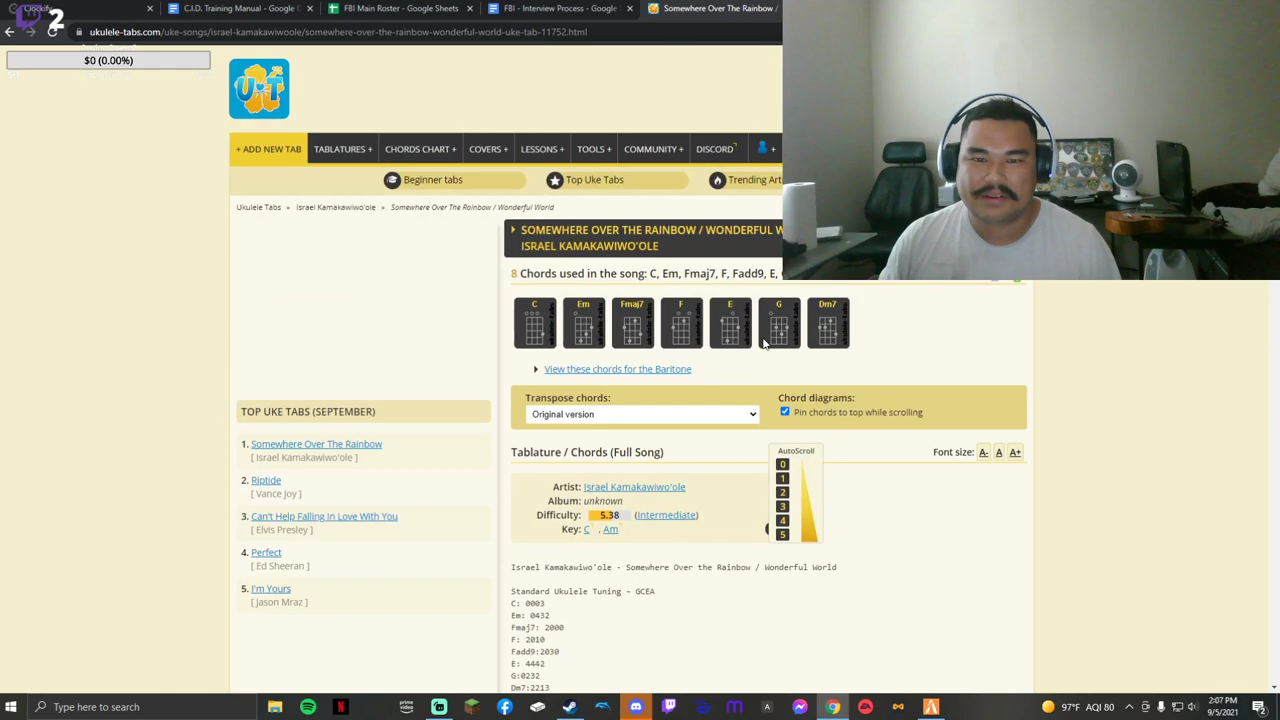 Clocify
C.I.D. Training Manual - Google D
FBI Main Roster - Google Sheets
FBI - Interview Process - Google
Somewhere Over The Rainbow /
2
ukulele-tabs.com/uke-songs/israel-kamakawiwoole/somewhere-over-the-rainbow-wonderful-world-uke-tab-11752.html
$0 (0.00%)
UT
+ ADD NEW TAB
TABLATURES +
CHORDS CHART +
COVERS +
LESSONS +
TOOLS +
COMMUNITY +
DISCORD
+
Beginner tabs
Top Uke Tabs
Trending Art
Ukulele Tabs » Israel Kamakawiwo'ole » Somewhere Over The Rainbow / Wonderful World
SOMEWHERE OVER THE RAINBOW / WONDERFUL W
ISRAEL KAMAKAWIWO'OLE
8 Chords used in the song: C, Em, Fmaj7, F, Fadd9, E,
C Em Fmaj7 F E G Dm7
View these chords for the Baritone
Transpose chords:
Original version
Chord diagrams:
Pin chords to top while scrolling
TOP UKE TABS (SEPTEMBER)
1. Somewhere Over The Rainbow
[ Israel Kamakawiwo'ole ]
2. Riptide
[ Vance Joy ]
3. Can't Help Falling In Love With You
[ Elvis Presley ]
4. Perfect
[ Ed Sheeran ]
5. I'm Yours
[ Jason Mraz ]
Tablature / Chords (Full Song)
AutoScroll
0
1
2
3
4
5
Font size: A- A A+
Artist: Israel Kamakawiwo'ole
Album: unknown
Difficulty: 5.38 (Intermediate)
Key: C , Am
Israel Kamakawiwo'ole - Somewhere Over the Rainbow / Wonderful World
Standard Ukulele Tuning – GCEA
C: 0003
Em: 0432
Fmaj7: 2000
F: 2010
Fadd9:2030
E: 4442
G:0232
Dm7:2213
Type here to search
prime video
97°F AQI 80
2:07 PM
9/5/2021
2